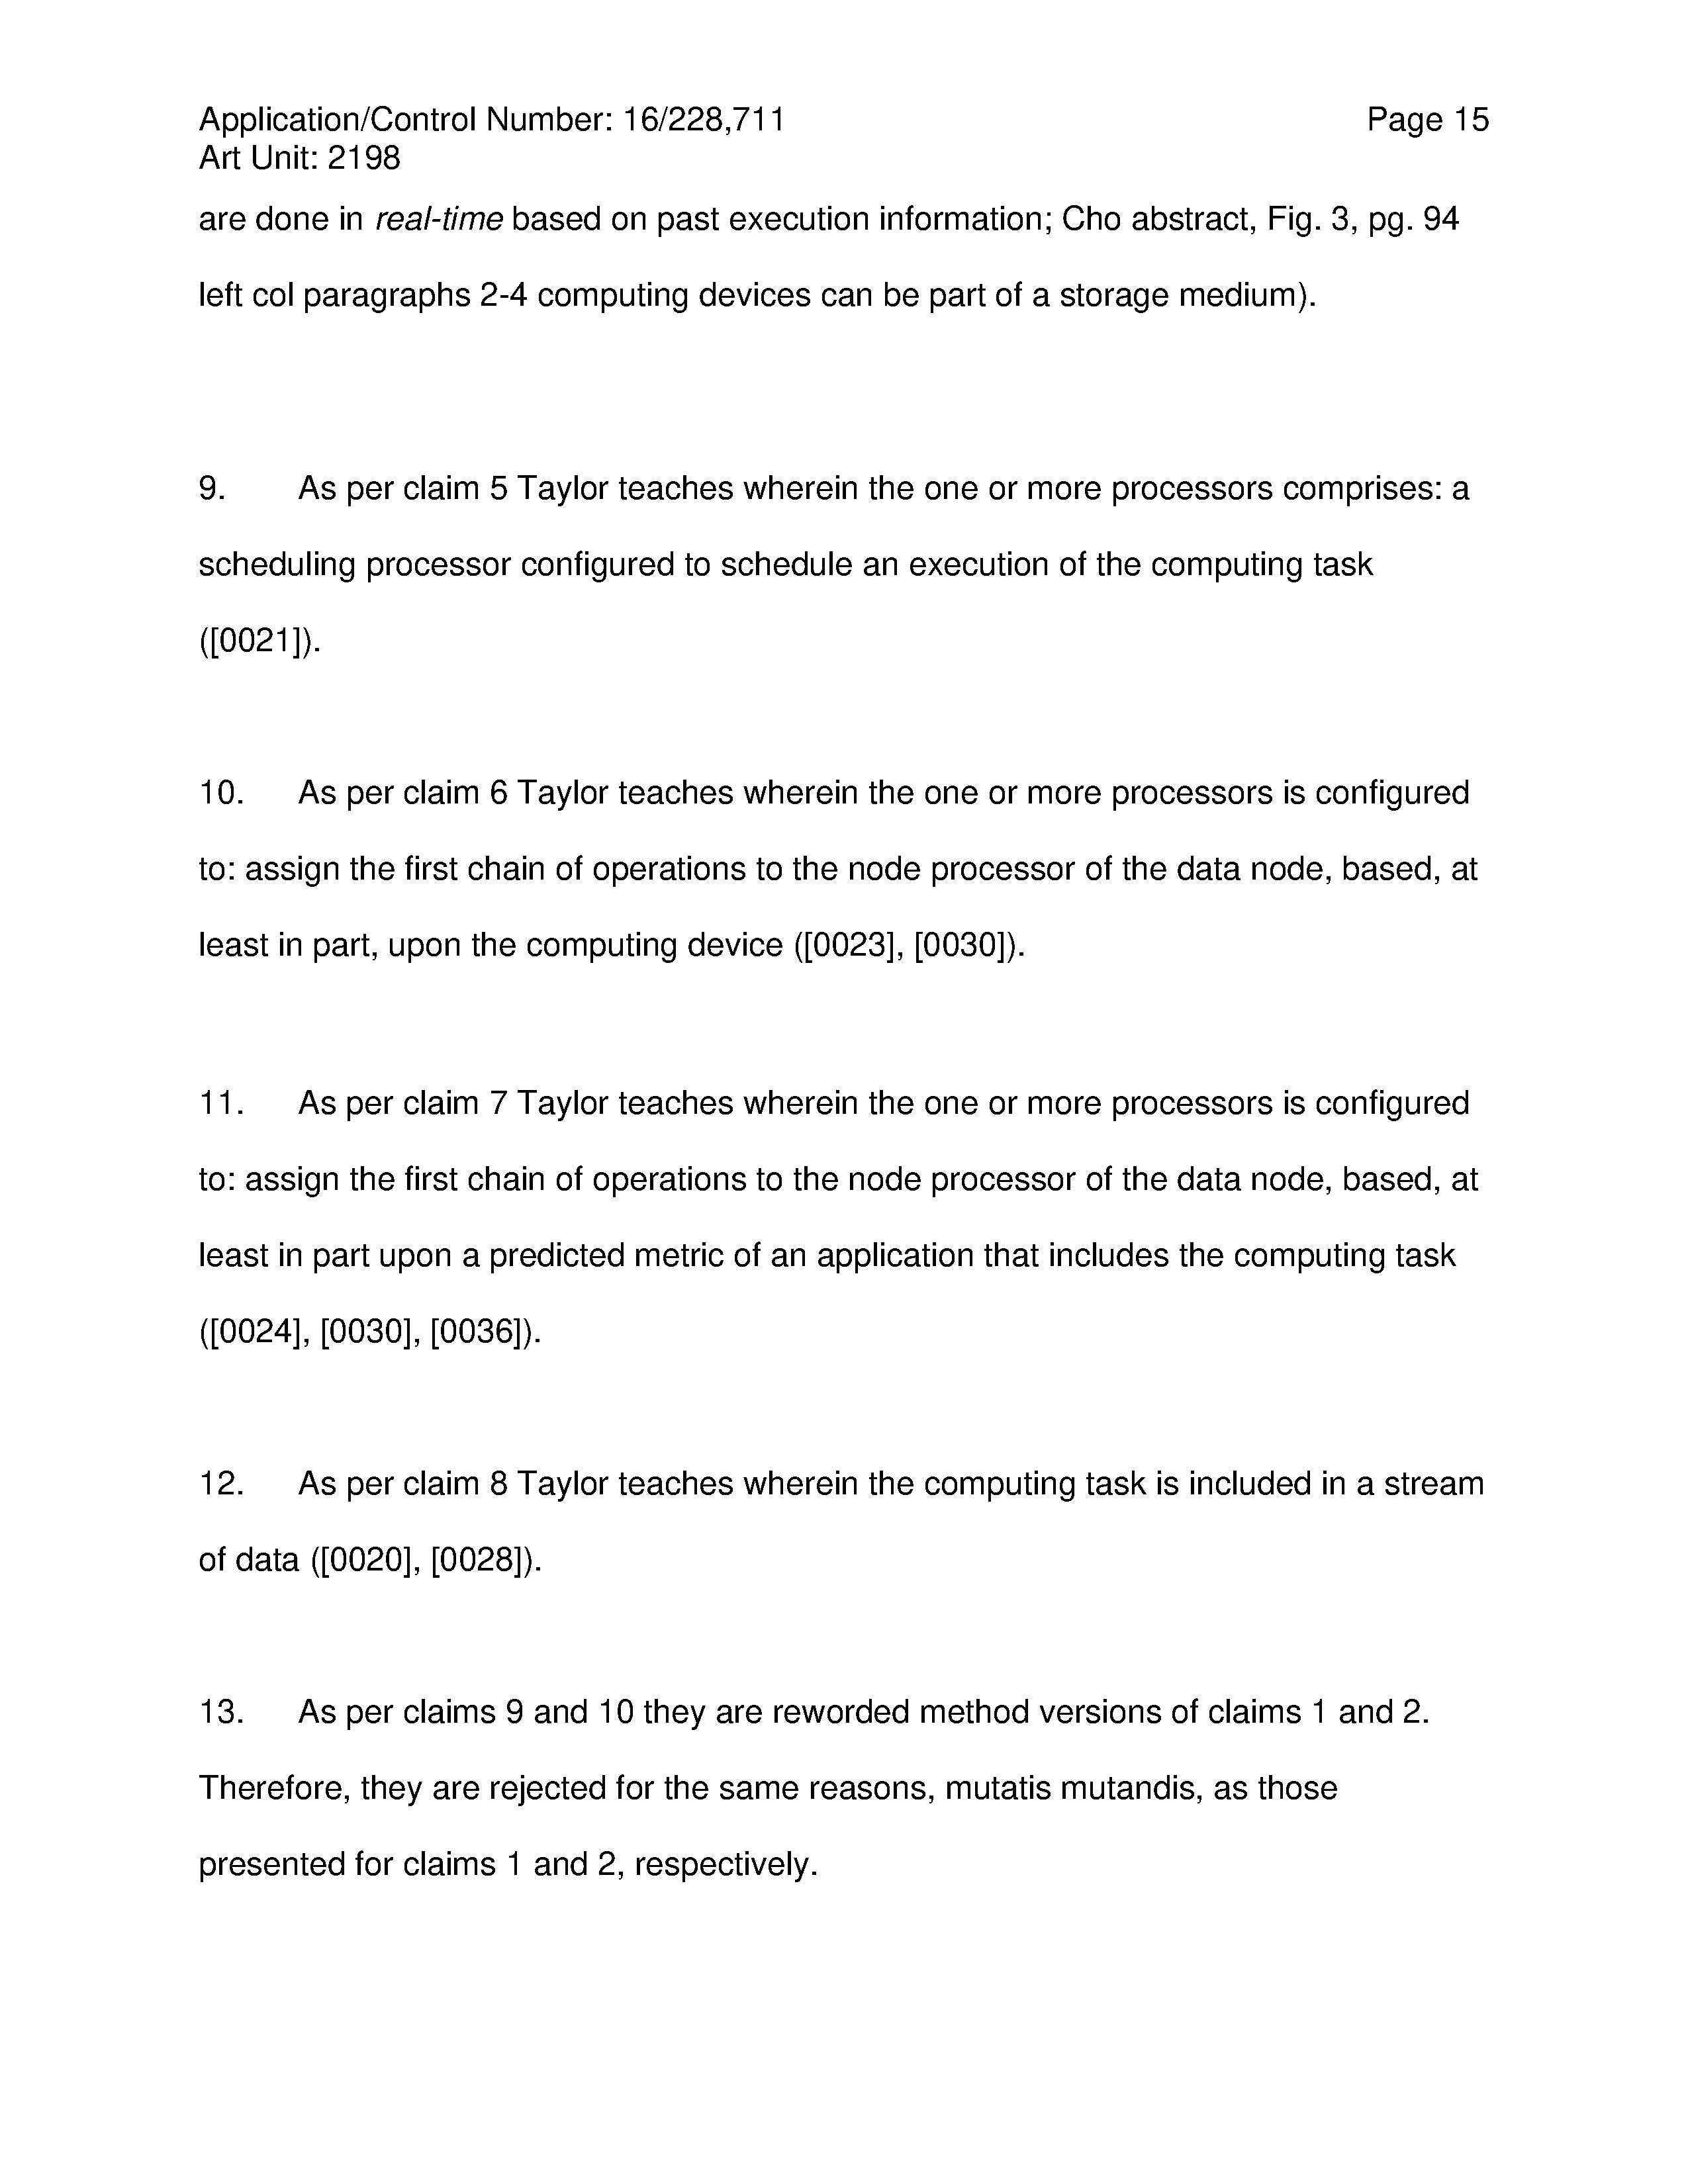 Application/Control Number: 16/228,711 Page 15
Art Unit: 2198
are done in real-time based on past execution information; Cho abstract, Fig. 3, pg. 94
left col paragraphs 2-4 computing devices can be part of a storage medium).
9. As per claim 5 Taylor teaches wherein the one or more processors comprises: a
scheduling processor configured to schedule an execution of the computing task
([0021]).
10. As per claim 6 Taylor teaches wherein the one or more processors is configured
to: assign the first chain of operations to the node processor of the data node, based, at
least in part, upon the computing device ([0023], [0030]).
11. As per claim 7 Taylor teaches wherein the one or more processors is configured
to: assign the first chain of operations to the node processor of the data node, based, at
least in part upon a predicted metric of an application that includes the computing task
([0024], [0030], [0036]).
12. As per claim 8 Taylor teaches wherein the computing task is included in a stream
of data ([0020], [0028]).
13. As per claims 9 and 10 they are reworded method versions of claims 1 and 2.
Therefore, they are rejected for the same reasons, mutatis mutandis, as those
presented for claims 1 and 2, respectively.